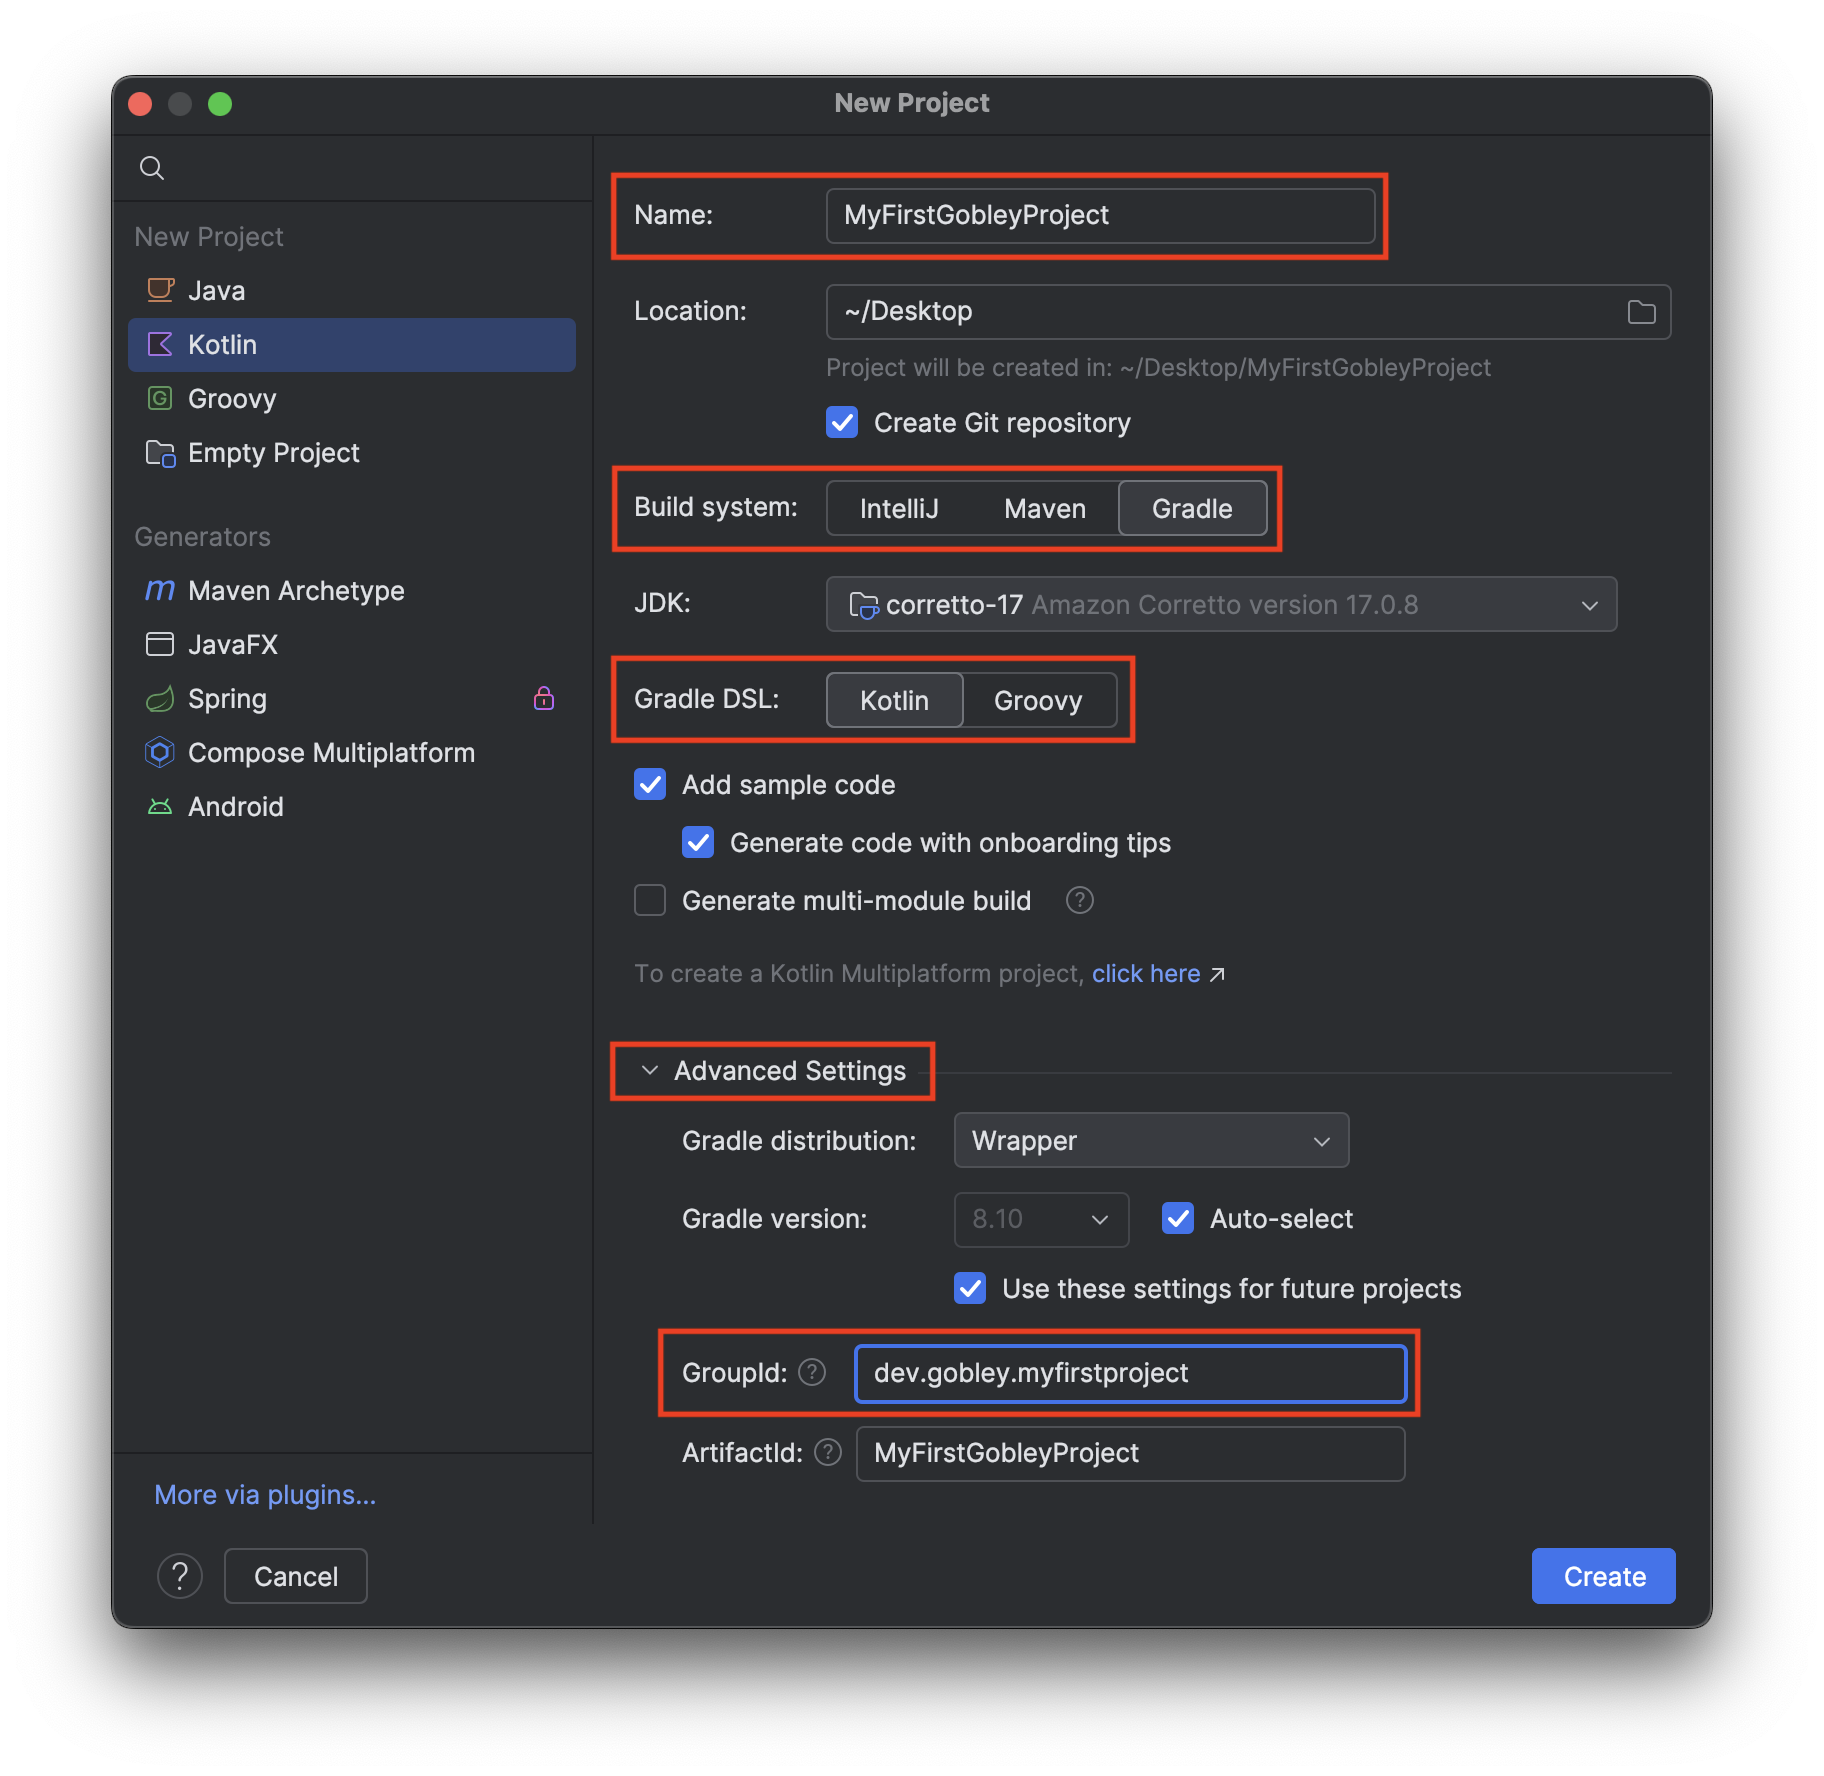 New Project
New Project
Java
Kotlin
Groovy
Empty Project
Generators
Maven Archetype
JavaFX
Spring
Compose Multiplatform
Android
More via plugins...
Name: MyFirstGobleyProject
Location: ~/Desktop
Project will be created in: ~/Desktop/MyFirstGobleyProject
Create Git repository
Build system: IntelliJ Maven Gradle
JDK: corretto-17 Amazon Corretto version 17.0.8
Gradle DSL: Kotlin Groovy
Add sample code
Generate code with onboarding tips
Generate multi-module build ?
To create a Kotlin Multiplatform project, click here ↗
Advanced Settings
Gradle distribution: Wrapper
Gradle version: 8.10 Auto-select
Use these settings for future projects
GroupId: ? dev.gobley.myfirstproject
ArtifactId: ? MyFirstGobleyProject
? Cancel Create